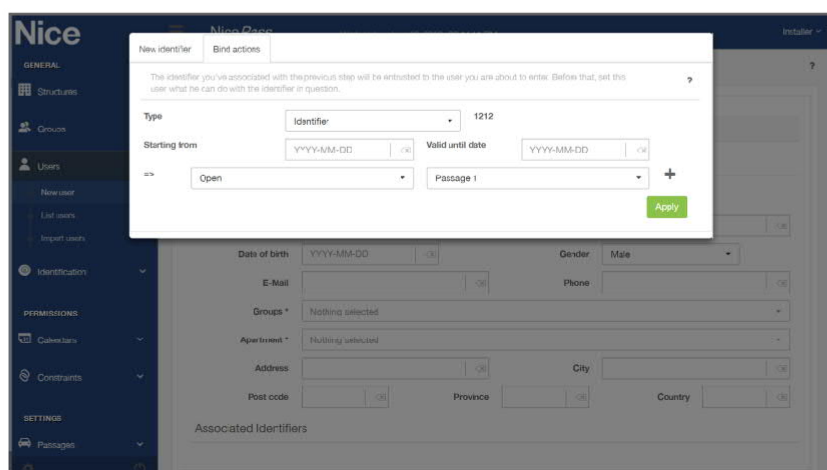 Nice
Nice Pass
Installer
GENERAL
Structures
Groups
Users
New user
List users
Import users
Identification
PERMISSIONS
Calendars
Constraints
SETTINGS
Passages
New identifier
Bind actions
The identifier you've associated with the previous step will be entrusted to the user you are about to enter. Before that, set this
user what he can do with the identifier in question.
?
?
Type
Identifier
1212
Starting from
YYYY-MM-DD
Valid until date
YYYY-MM-DD
=>
Open
Passage 1
+
Apply
Date of birth
YYYY-MM-DD
Gender
Male
E-Mail
Phone
Groups *
Nothing selected
Apartment *
Nothing selected
Address
City
Post code
Province
Country
Associated Identifiers